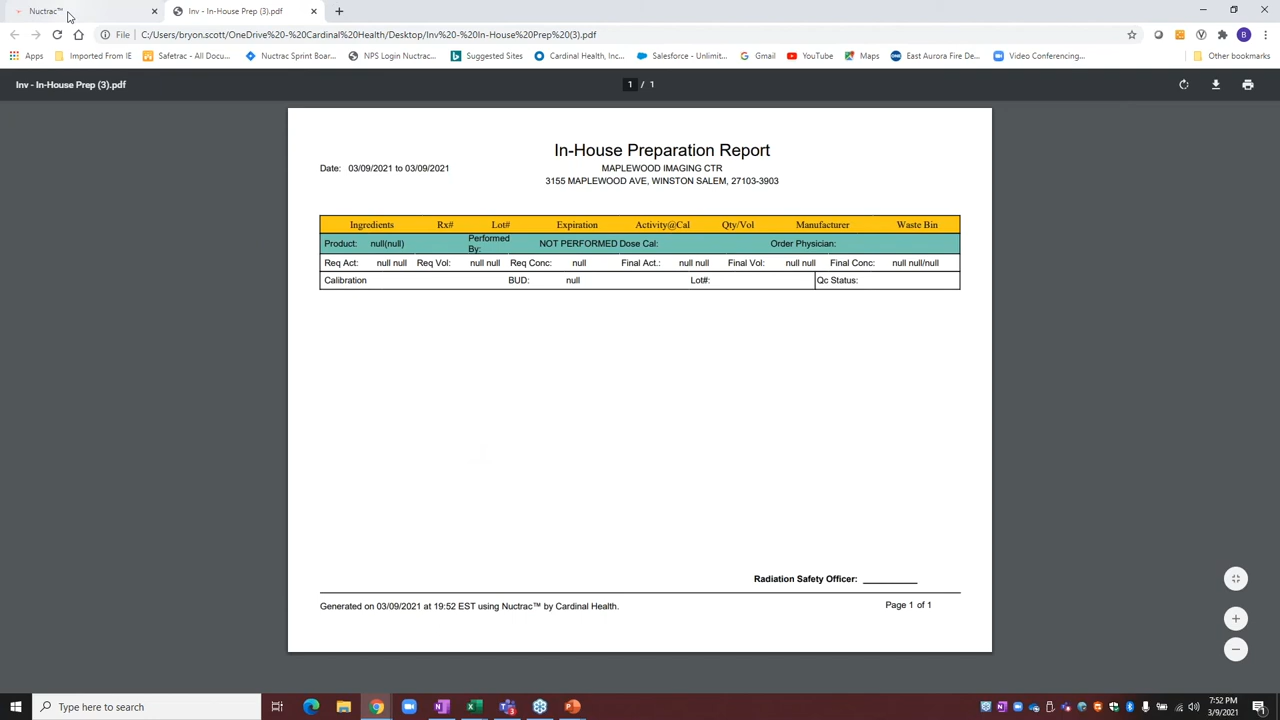 Nuctrac™
Inv - In-House Prep (3).pdf
File
C:/Users/bryon.scott/OneDrive%20-%20Cardinal%20Health/Desktop/Inv%20-%20In-House%20Prep%20(3).pdf
Apps
Imported From IE
Safetrac - All Docu...
Nuctrac Sprint Boar...
NPS Login Nuctrac...
Suggested Sites
Cardinal Health, Inc...
Salesforce - Unlimit...
Gmail
YouTube
Maps
East Aurora Fire De...
Video Conferencing...
Other bookmarks
Inv - In-House Prep (3).pdf
1 / 1
In-House Preparation Report
Date: 03/09/2021 to 03/09/2021
MAPLEWOOD IMAGING CTR
3155 MAPLEWOOD AVE, WINSTON SALEM, 27103-3903
Ingredients Rx# Lot# Expiration Activity@Cal Qty/Vol Manufacturer Waste Bin
Product: null(null) Performed By: NOT PERFORMED Dose Cal: Order Physician:
Req Act: null null Req Vol: null null Req Conc: null Final Act.: null null Final Vol: null null Final Conc: null null/null
Calibration BUD: null Lot#: Qc Status:
Radiation Safety Officer:
Generated on 03/09/2021 at 19:52 EST using Nuctrac™ by Cardinal Health.
Page 1 of 1
Type here to search
7:52 PM
3/9/2021